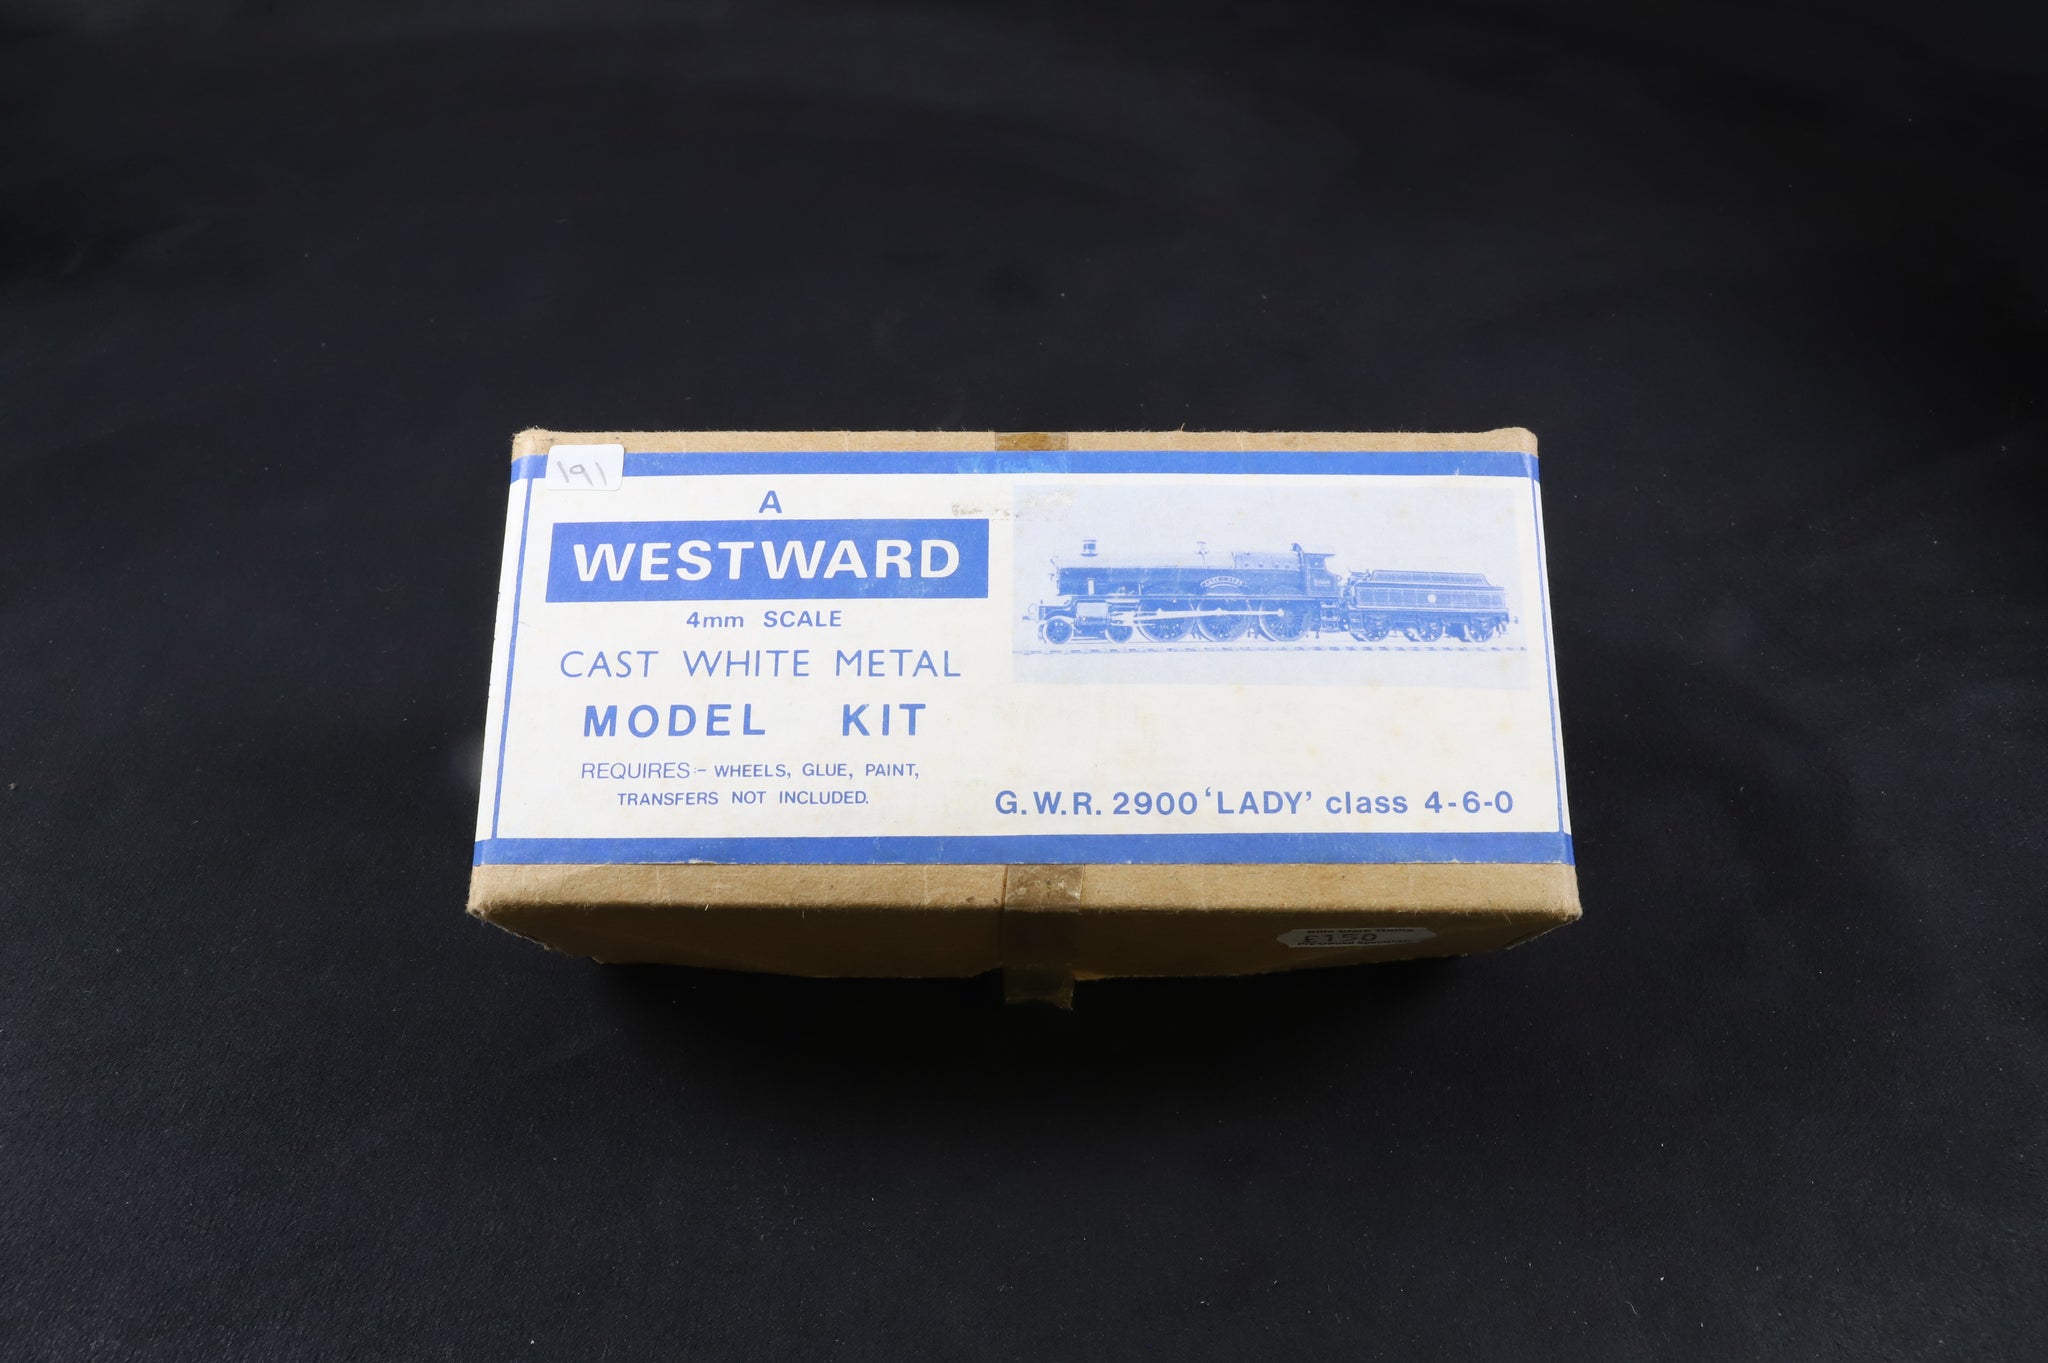 191
A
WESTWARD
4mm SCALE
CAST WHITE METAL
MODEL KIT
REQUIRES:- WHEELS, GLUE, PAINT,
TRANSFERS NOT INCLUDED.
G.W.R. 2900 'LADY' class 4-6-0
£150